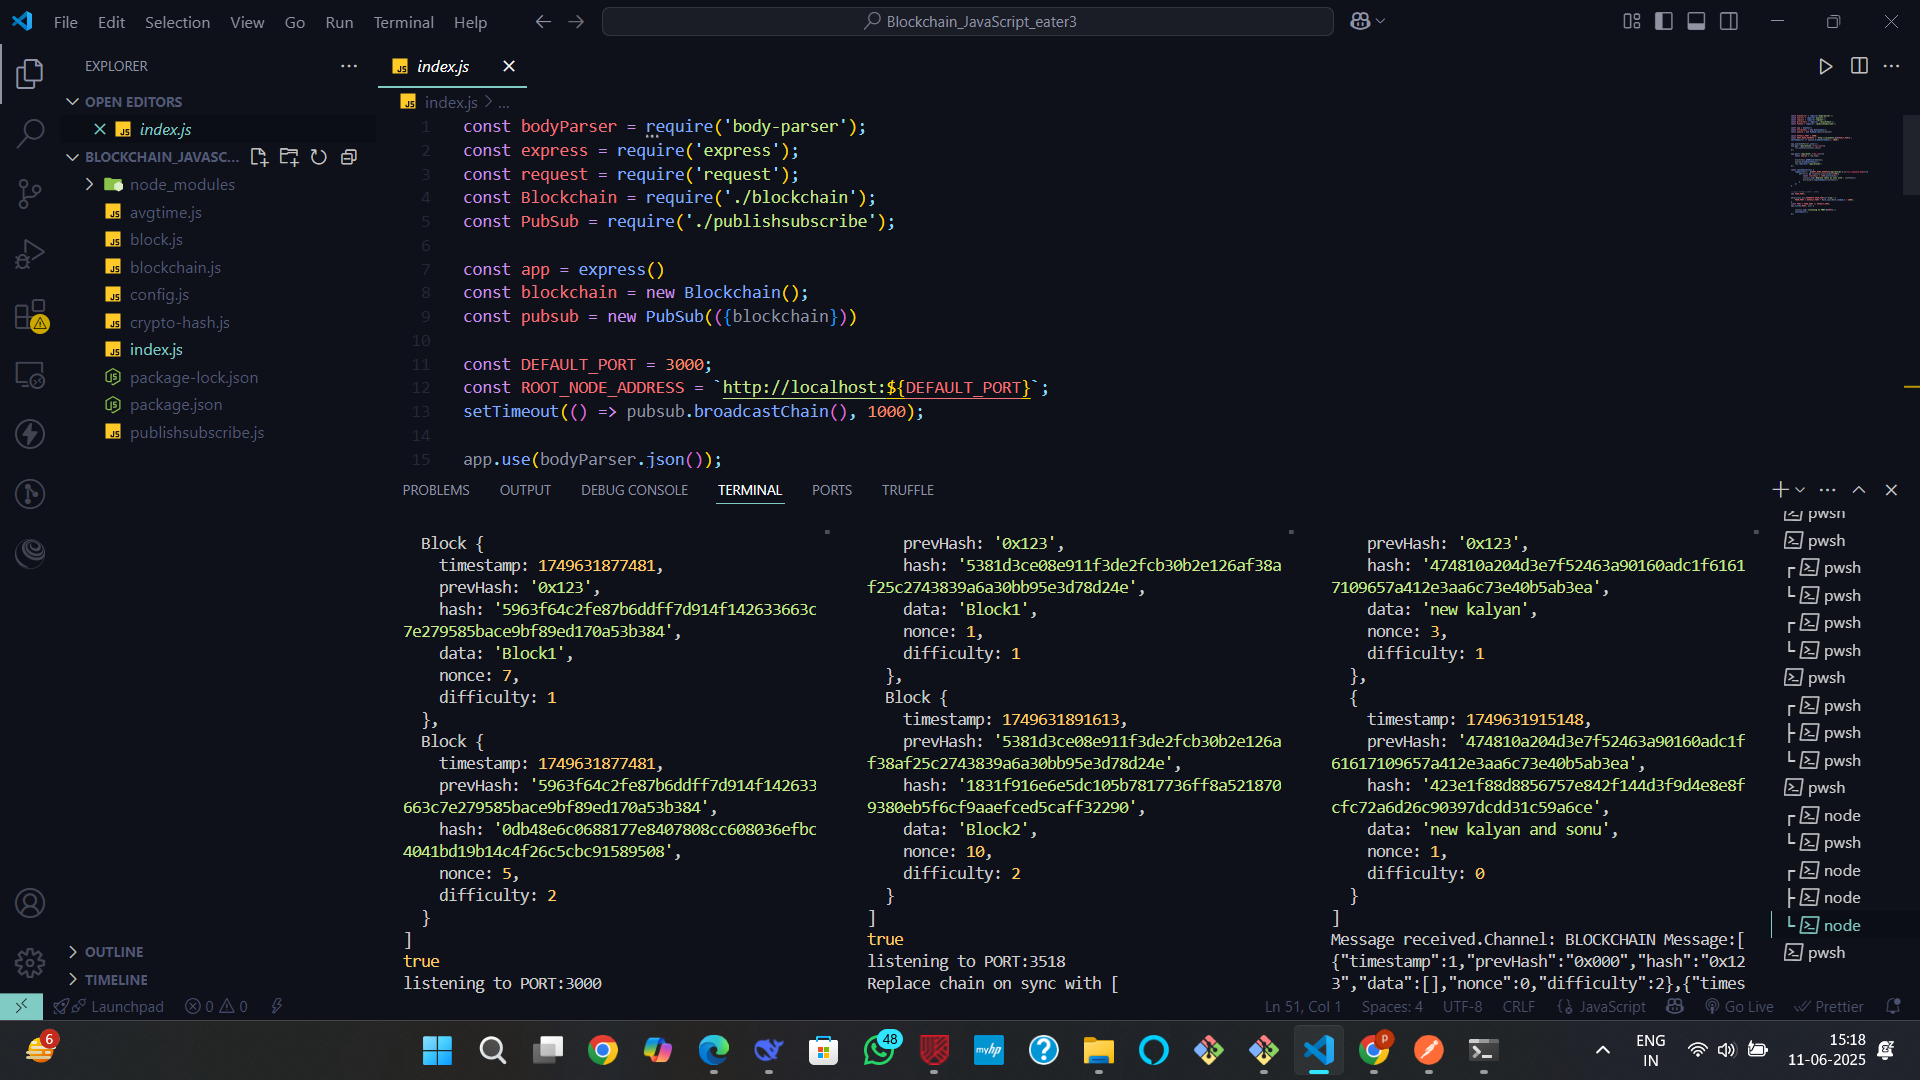 File Edit Selection View Go Run Terminal Help
Blockchain_JavaScript_eater3
EXPLORER
OPEN EDITORS
index.js
BLOCKCHAIN_JAVASC...
node_modules
avgtime.js
block.js
blockchain.js
config.js
crypto-hash.js
index.js
package-lock.json
package.json
publishsubscribe.js
OUTLINE
TIMELINE
index.js
index.js > ...
1 const bodyParser = require('body-parser');
2 const express = require('express');
3 const request = require('request');
4 const Blockchain = require('./blockchain');
5 const PubSub = require('./publishsubscribe');
6
7 const app = express()
8 const blockchain = new Blockchain();
9 const pubsub = new PubSub(({blockchain}))
10
11 const DEFAULT_PORT = 3000;
12 const ROOT_NODE_ADDRESS = `http://localhost:${DEFAULT_PORT}`;
13 setTimeout(() => pubsub.broadcastChain(), 1000);
14
15 app.use(bodyParser.json());
PROBLEMS OUTPUT DEBUG CONSOLE TERMINAL PORTS TRUFFLE
Block {
timestamp: 1749631877481,
prevHash: '0x123',
hash: '5963f64c2fe87b6ddff7d914f142633663c
7e279585bace9bf89ed170a53b384',
data: 'Block1',
nonce: 7,
difficulty: 1
},
Block {
timestamp: 1749631877481,
prevHash: '5963f64c2fe87b6ddff7d914f142633
663c7e279585bace9bf89ed170a53b384',
hash: '0db48e6c0688177e8407808cc608036efbc
4041bd19b14c4f26c5cbc91589508',
nonce: 5,
difficulty: 2
}
]
true
listening to PORT:3000
prevHash: '0x123',
hash: '5381d3ce08e911f3de2fcb30b2e126af38a
f25c2743839a6a30bb95e3d78d24e',
data: 'Block1',
nonce: 1,
difficulty: 1
},
Block {
timestamp: 1749631891613,
prevHash: '5381d3ce08e911f3de2fcb30b2e126a
f38af25c2743839a6a30bb95e3d78d24e',
hash: '1831f916e6e5dc105b7817736ff8a521870
9380eb5f6cf9aaefced5caff32290',
data: 'Block2',
nonce: 10,
difficulty: 2
}
]
true
listening to PORT:3518
Replace chain on sync with [
prevHash: '0x123',
hash: '474810a204d3e7f52463a90160adc1f6161
7109657a412e3aa6c73e40b5ab3ea',
data: 'new kalyan',
nonce: 3,
difficulty: 1
},
{
timestamp: 1749631915148,
prevHash: '474810a204d3e7f52463a90160adc1f
61617109657a412e3aa6c73e40b5ab3ea',
hash: '423e1f88d8856757e842f144d3f9d4e8e8f
cfc72a6d26c90397dcdd31c59a6ce',
data: 'new kalyan and sonu',
nonce: 1,
difficulty: 0
}
]
Message received.Channel: BLOCKCHAIN Message:[
{"timestamp":1,"prevHash":"0x000","hash":"0x12
3","data":[],"nonce":0,"difficulty":2},{"times
pwsh
pwsh
pwsh
pwsh
pwsh
pwsh
pwsh
pwsh
pwsh
pwsh
pwsh
node
pwsh
node
node
node
pwsh
Launchpad 0 0 Ln 51, Col 1 Spaces: 4 UTF-8 CRLF {} JavaScript Go Live Prettier
6
48
myhp
P
ENG
IN
15:18
11-06-2025